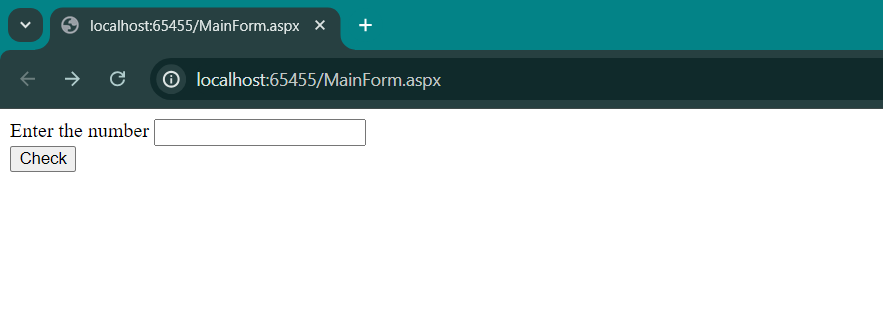 localhost:65455/MainForm.aspx
localhost:65455/MainForm.aspx
Enter the number
Check